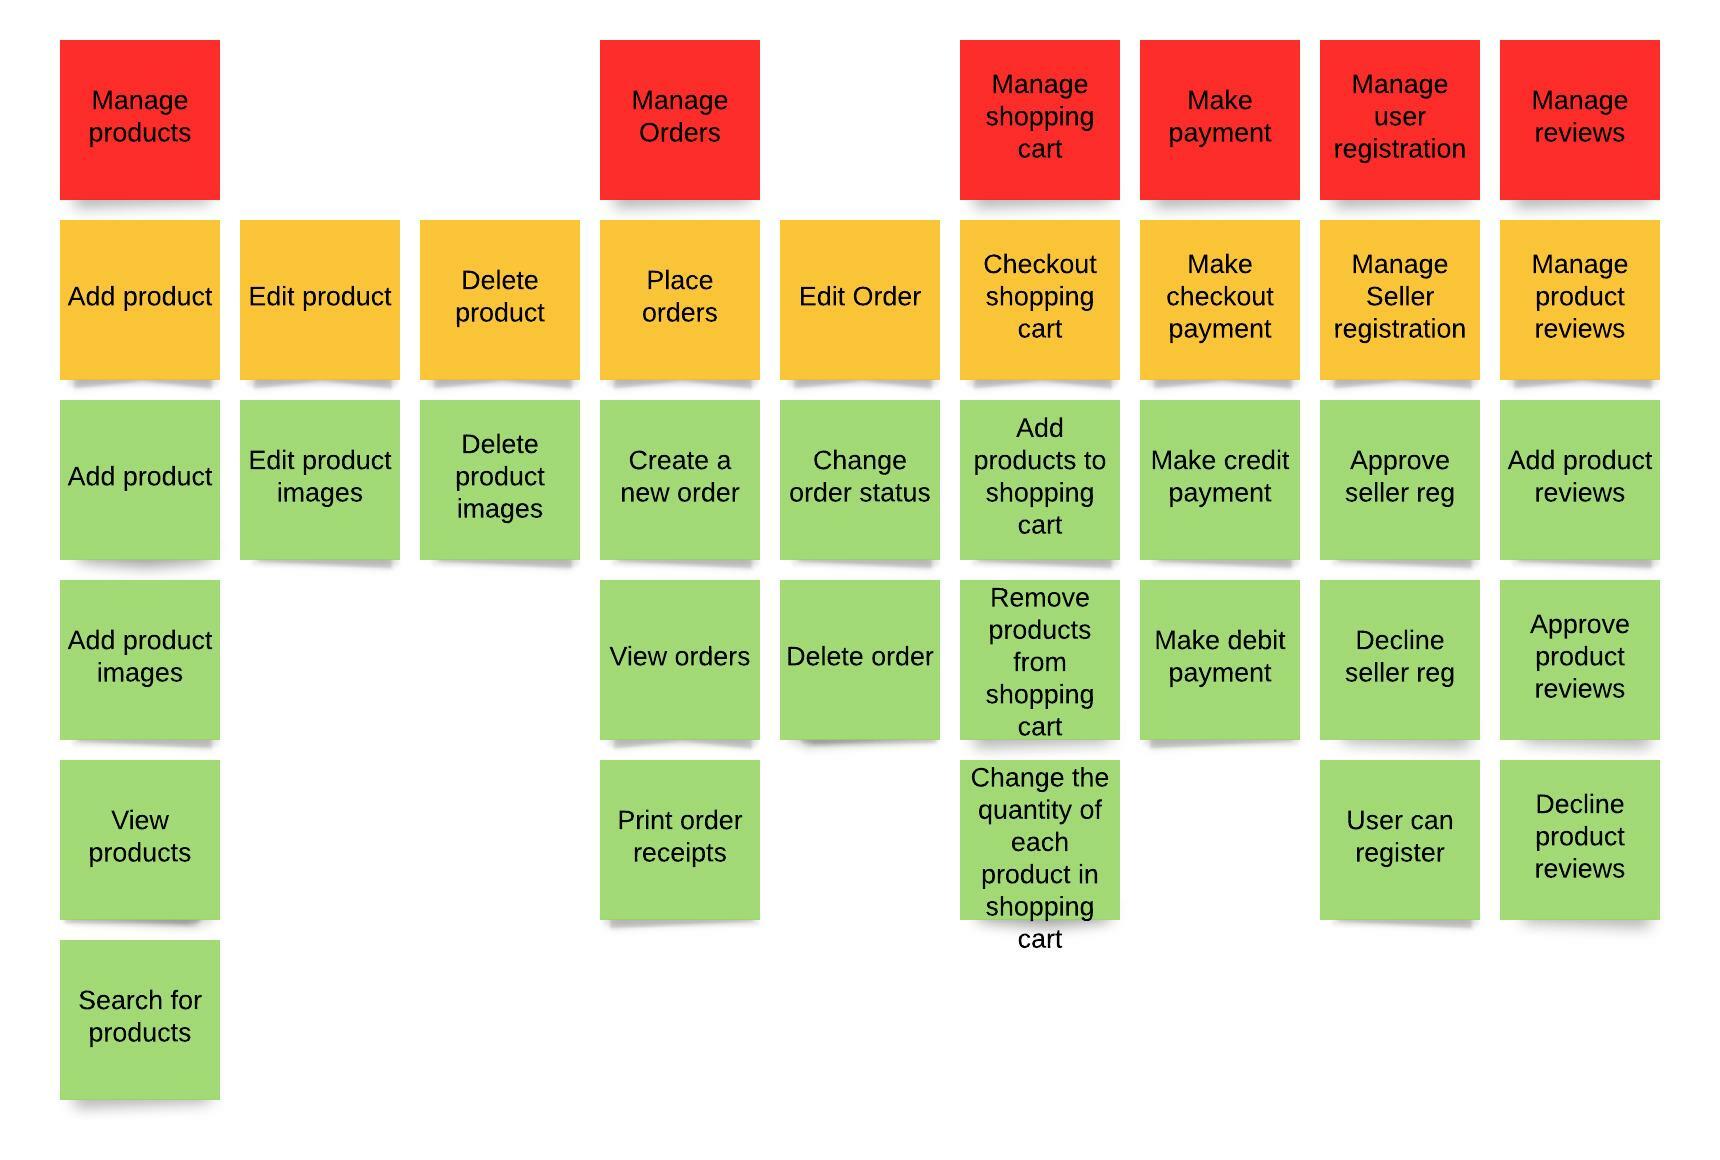 Manage
products
Manage
Orders
Manage
shopping
cart
Make
payment
Manage
user
registration
Manage
reviews
Add product
Edit product
Delete
product
Place
orders
Edit Order
Checkout
shopping
cart
Make
checkout
payment
Manage
Seller
registration
Manage
product
reviews
Add product
Edit product
images
Delete
product
images
Create a
new order
Change
order status
Add
products to
shopping
cart
Make credit
payment
Approve
seller reg
Add product
reviews
Add product
images
View orders
Delete order
Remove
products
from
shopping
cart
Make debit
payment
Decline
seller reg
Approve
product
reviews
View
products
Print order
receipts
Change the
quantity of
each
product in
shopping
cart
User can
register
Decline
product
reviews
Search for
products